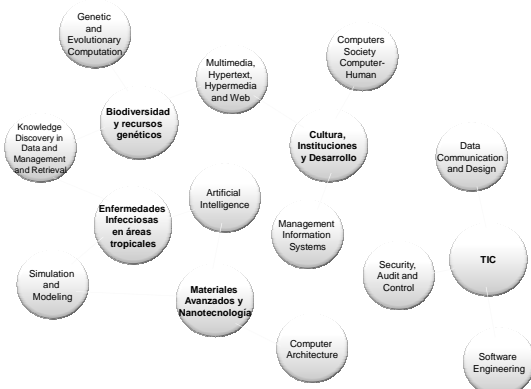 Genetic
and
Evolutionary
Computation
Multimedia,
Hypertext,
Hypermedia
and Web
Computers
Society
Computer-
Human
Biodiversidad
y recursos
genéticos
Cultura,
Instituciones
y Desarrollo
Knowledge
Discovery in
Data and
Management
and Retrieval
Data
Communication
and Design
Artificial
Intelligence
Enfermedades
Infecciosas
en áreas
tropicales
Management
Information
Systems
TIC
Security,
Audit and
Control
Simulation
and
Modeling
Materiales
Avanzados y
Nanotecnología
Computer
Architecture
Software
Engineering